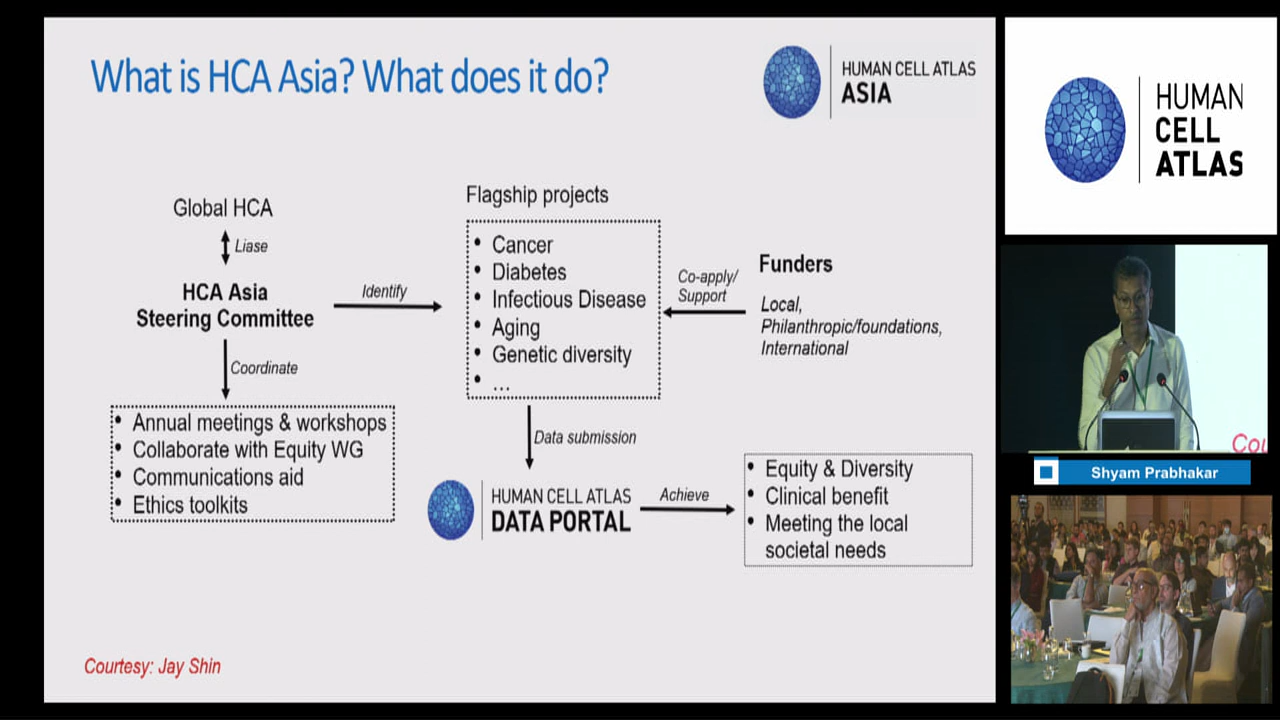 What is HCA Asia? What does it do?
HUMAN CELL ATLAS
ASIA
Global HCA
Liase
HCA Asia
Steering Committee
Identify
Coordinate
• Annual meetings & workshops
• Collaborate with Equity WG
• Communications aid
• Ethics toolkits
Flagship projects
• Cancer
• Diabetes
• Infectious Disease
• Aging
• Genetic diversity
• ...
Co-apply/
Support
Funders
Local,
Philanthropic/foundations,
International
Data submission
HUMAN CELL ATLAS
DATA PORTAL
Achieve
• Equity & Diversity
• Clinical benefit
• Meeting the local
societal needs
Courtesy: Jay Shin
HUMAN
CELL
ATLAS
Cou
Shyam Prabhakar